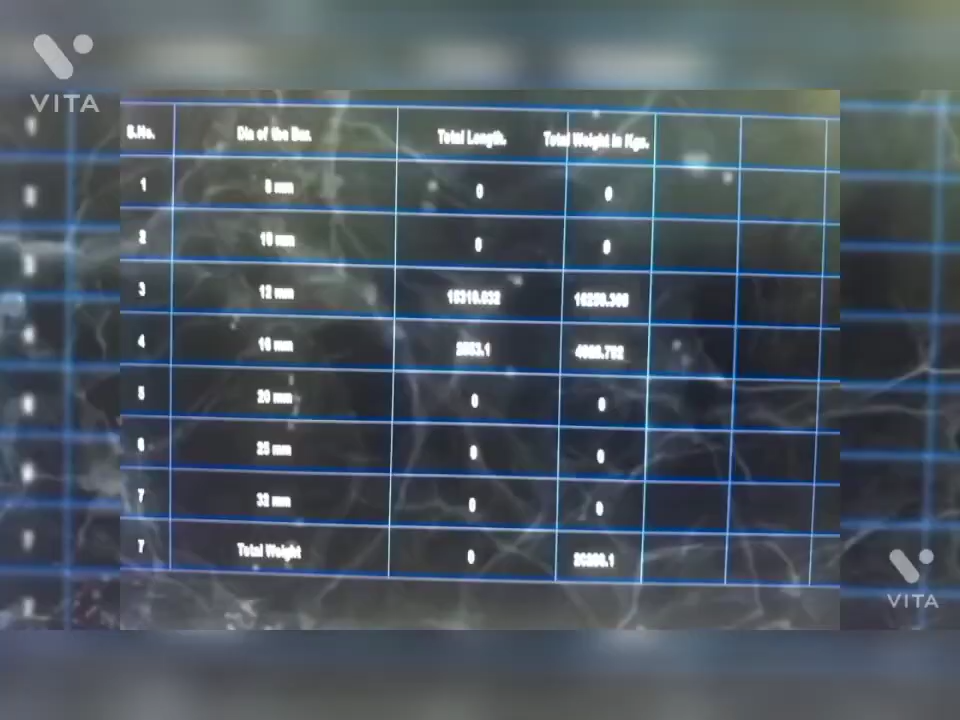 VITA
S.No. Dia of the Bar. Total Length. Total Weight in Kgs.
1 8 mm 0 0
2 10 mm 0 0
3 12 mm
4 16 mm
5 20 mm 0 0
6 25 mm 0 0
7 32 mm 0 0
7 Total Weight 0
VITA